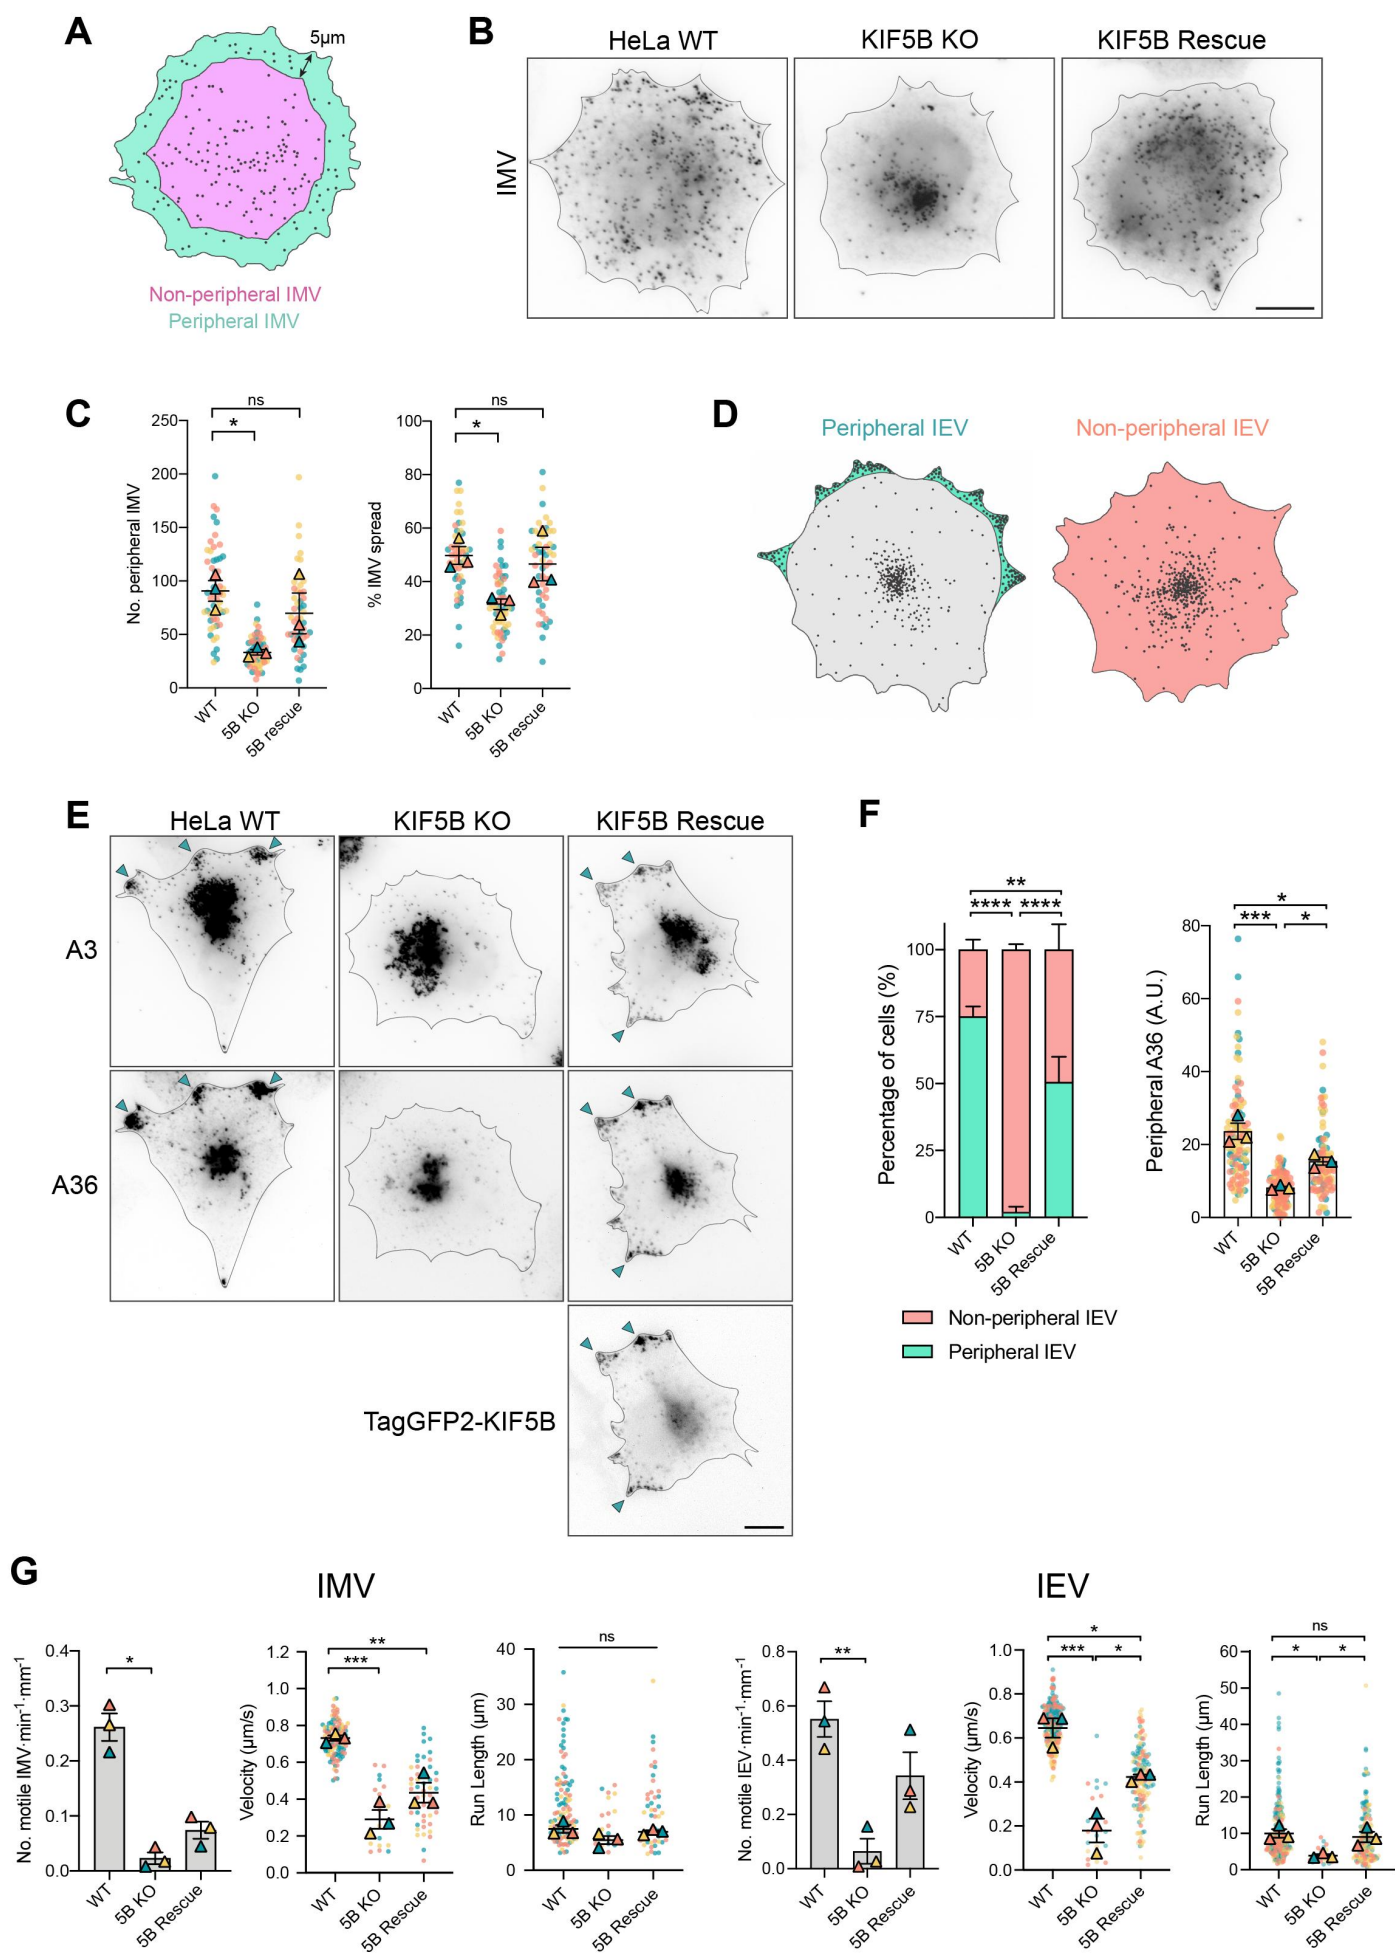 A
5µm
Non-peripheral IMV
Peripheral IMV
B
HeLa WT
KIF5B KO
KIF5B Rescue
IMV
C
No. peripheral IMV
250
200
150
100
50
0
ns
*
WT
5B KO
5B rescue
% IMV spread
100
80
60
40
20
0
ns
*
WT
5B KO
5B rescue
D
Peripheral IEV
Non-peripheral IEV
E
HeLa WT
KIF5B KO
KIF5B Rescue
A3
A36
TagGFP2-KIF5B
F
Percentage of cells (%)
100
75
50
25
0
**
**** ****
WT
5B KO
5B Rescue
Non-peripheral IEV
Peripheral IEV
Peripheral A36 (A.U.)
80
60
40
20
0
*
*** *
WT
5B KO
5B Rescue
G
IMV
No. motile IMV·min⁻¹·mm⁻¹
0.4
0.3
0.2
0.1
0.0
*
WT
5B KO
5B Rescue
Velocity (µm/s)
1.2
1.0
0.8
0.6
0.4
0.2
0.0
**
***
WT
5B KO
5B Rescue
Run Length (µm)
40
30
20
10
0
ns
WT
5B KO
5B Rescue
IEV
No. motile IEV·min⁻¹·mm⁻¹
0.8
0.6
0.4
0.2
0.0
**
WT
5B KO
5B Rescue
Velocity (µm/s)
1.0
0.8
0.6
0.4
0.2
0.0
*
*** *
WT
5B KO
5B Rescue
Run Length (µm)
60
50
40
30
20
10
0
ns
* *
WT
5B KO
5B Rescue